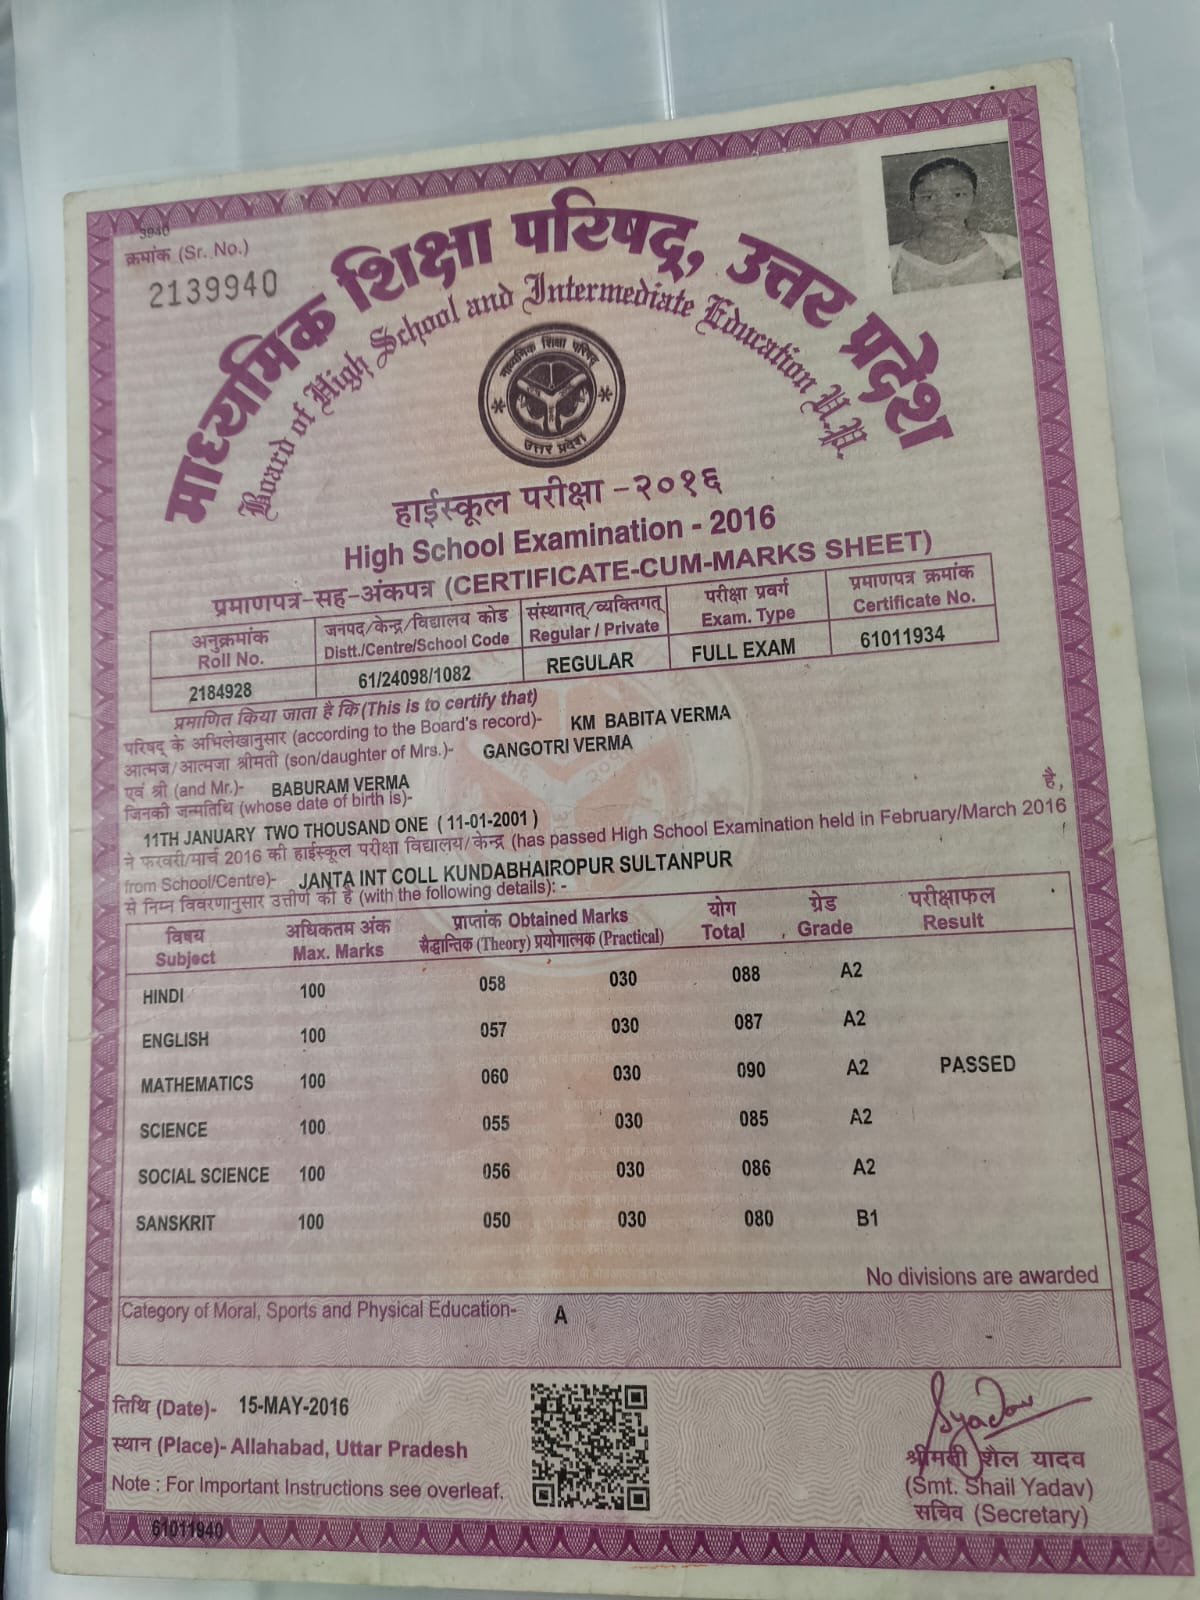 3940
क्रमांक (Sr. No.)
2139940
माध्यमिक शिक्षा परिषद्, उत्तर प्रदेश
Board of High School and Intermediate Education U.P.
माध्यमिक शिक्षा परिषद्
उत्तर प्रदेश
हाईस्कूल परीक्षा -२०१६
High School Examination - 2016
प्रमाणपत्र-सह-अंकपत्र (CERTIFICATE-CUM-MARKS SHEET)
अनुक्रमांक जनपद/केन्द्र/विद्यालय कोड संस्थागत्/व्यक्तिगत् परीक्षा प्रवर्ग प्रमाणपत्र क्रमांक
Roll No. Distt./Centre/School Code Regular / Private Exam. Type Certificate No.
2184928 61/24098/1082 REGULAR FULL EXAM 61011934
प्रमाणित किया जाता है कि (This is to certify that)
परिषद् के अभिलेखानुसार (according to the Board's record)- KM BABITA VERMA
आत्मज/आत्मजा श्रीमती (son/daughter of Mrs.)- GANGOTRI VERMA
एवं श्री (and Mr.)- BABURAM VERMA
जिनकी जन्मतिथि (whose date of birth is)- है,
11TH JANUARY TWO THOUSAND ONE ( 11-01-2001 )
ने फरवरी/मार्च 2016 की हाईस्कूल परीक्षा विद्यालय/केन्द्र (has passed High School Examination held in February/March 2016
from School/Centre)- JANTA INT COLL KUNDABHAIROPUR SULTANPUR
से निम्न विवरणानुसार उत्तीर्ण की है (with the following details): -
विषय अधिकतम अंक प्राप्तांक Obtained Marks योग ग्रेड परीक्षाफल
Subject Max. Marks सैद्धान्तिक (Theory) प्रयोगात्मक (Practical) Total Grade Result
HINDI 100 058 030 088 A2
ENGLISH 100 057 030 087 A2
MATHEMATICS 100 060 030 090 A2 PASSED
SCIENCE 100 055 030 085 A2
SOCIAL SCIENCE 100 056 030 086 A2
SANSKRIT 100 050 030 080 B1
No divisions are awarded
Category of Moral, Sports and Physical Education- A
तिथि (Date)- 15-MAY-2016
स्थान (Place)- Allahabad, Uttar Pradesh
Note : For Important Instructions see overleaf.
61011940
Syadav
श्रीमती शैल यादव
(Smt. Shail Yadav)
सचिव (Secretary)